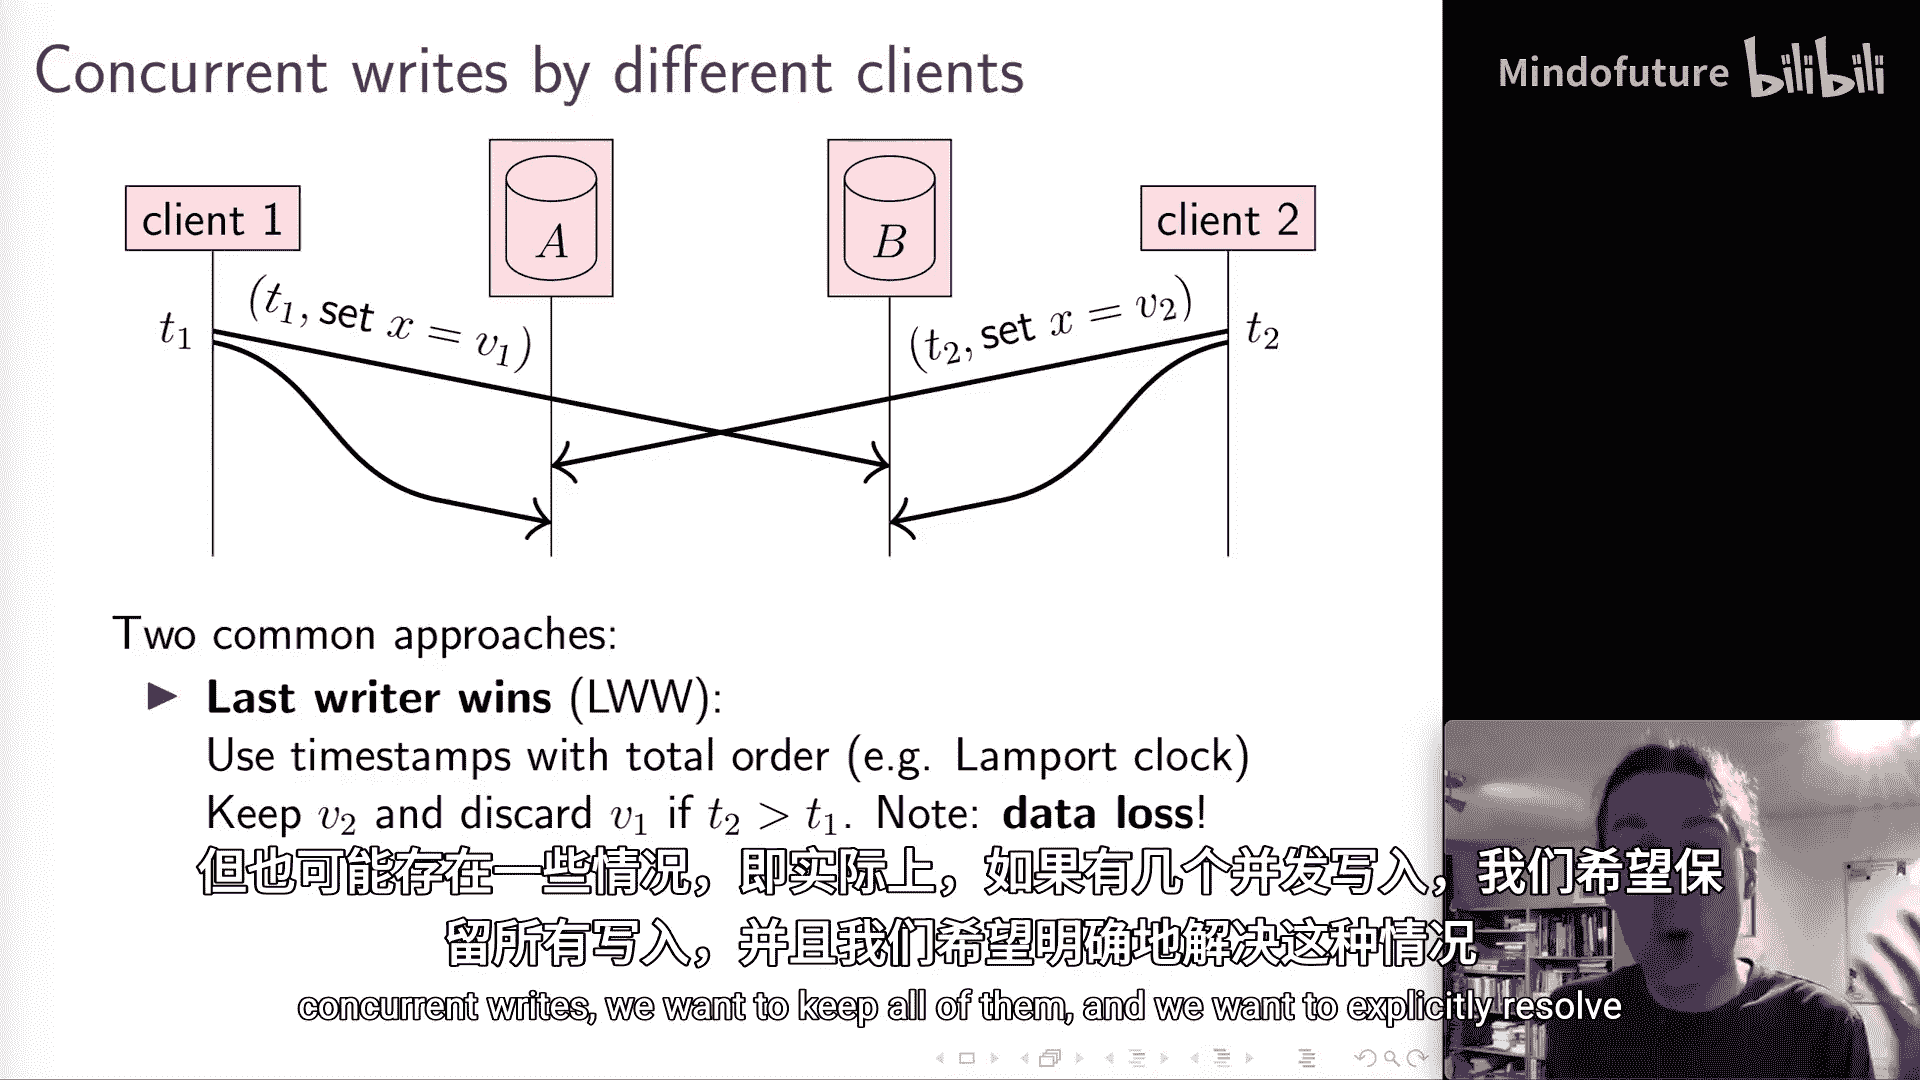 Concurrent writes by different clients
Mindofuture bilibili
client 1
A
B
client 2
t₁
(t₁, set x = v₁)
(t₂, set x = v₂)
t₂
Two common approaches:
▶ Last writer wins (LWW):
Use timestamps with total order (e.g. Lamport clock)
Keep v₂ and discard v₁ if t₂ > t₁. Note: data loss!
但也可能存在一些情况，即实际上，如果有几个并发写入，我们希望保
留所有写入，并且我们希望明确地解决这种情况
concurrent writes, we want to keep all of them, and we want to explicitly resolve